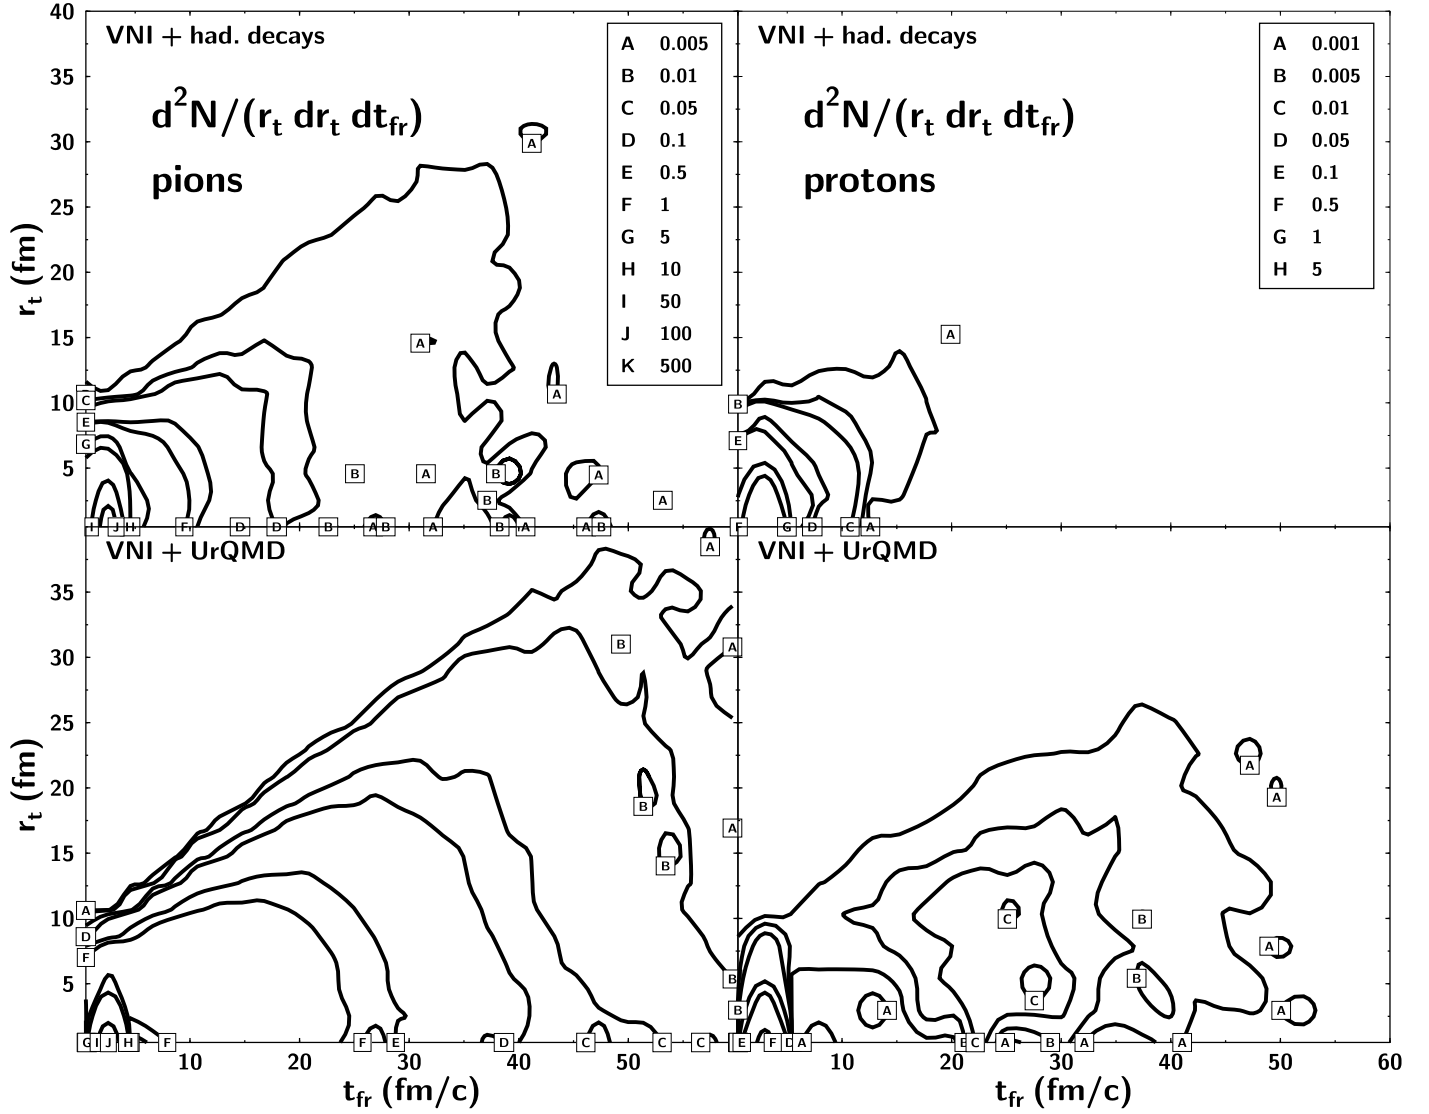 VNI + had. decays
d²N/(r_t dr_t dt_fr)
pions
A 0.005
B 0.01
C 0.05
D 0.1
E 0.5
F 1
G 5
H 10
I 50
J 100
K 500
VNI + had. decays
d²N/(r_t dr_t dt_fr)
protons
A 0.001
B 0.005
C 0.01
D 0.05
E 0.1
F 0.5
G 1
H 5
40
35
30
25
20
15
10
5
r_t (fm)
VNI + UrQMD
VNI + UrQMD
35
30
25
20
15
10
5
r_t (fm)
10 20 30 40 50 10 20 30 40 50 60
t_fr (fm/c) t_fr (fm/c)